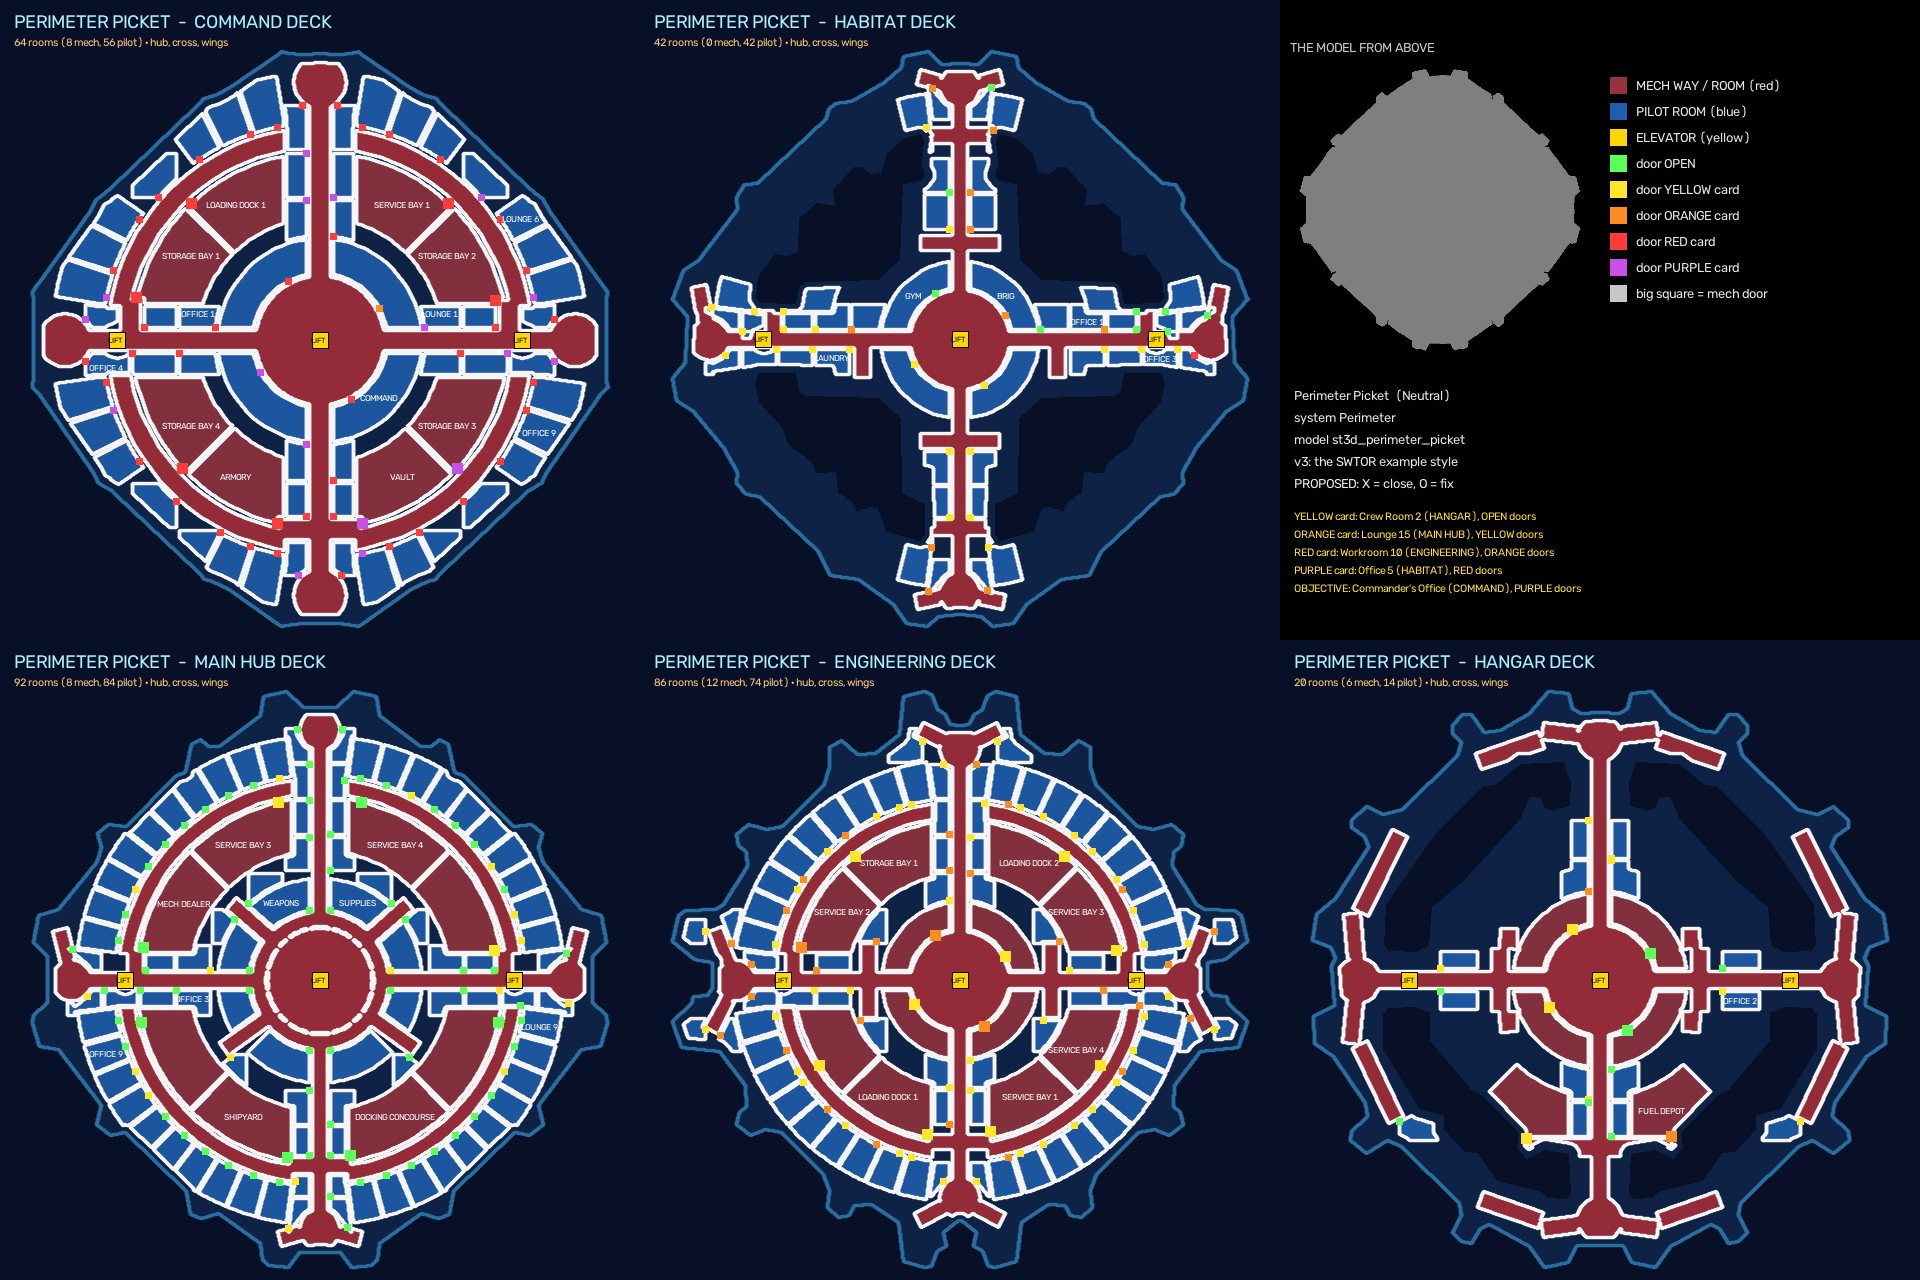 PERIMETER PICKET - COMMAND DECK
64 rooms (8 mech, 56 pilot) • hub, cross, wings
LOADING DOCK 1
SERVICE BAY 1
LOUNGE 6
STORAGE BAY 1
STORAGE BAY 2
OFFICE 1
LOUNGE 1
LIFT
LIFT
LIFT
OFFICE 4
COMMAND
STORAGE BAY 4
STORAGE BAY 3
OFFICE 9
ARMORY
VAULT
PERIMETER PICKET - HABITAT DECK
42 rooms (0 mech, 42 pilot) • hub, cross, wings
GYM
BRIG
OFFICE 1
LIFT
LIFT
LIFT
LAUNDRY
OFFICE 3
THE MODEL FROM ABOVE
MECH WAY / ROOM (red)
PILOT ROOM (blue)
ELEVATOR (yellow)
door OPEN
door YELLOW card
door ORANGE card
door RED card
door PURPLE card
big square = mech door
Perimeter Picket (Neutral)
system Perimeter
model st3d_perimeter_picket
v3: the SWTOR example style
PROPOSED: X = close, O = fix
YELLOW card: Crew Room 2 (HANGAR), OPEN doors
ORANGE card: Lounge 15 (MAIN HUB), YELLOW doors
RED card: Workroom 10 (ENGINEERING), ORANGE doors
PURPLE card: Office 5 (HABITAT), RED doors
OBJECTIVE: Commander's Office (COMMAND), PURPLE doors
PERIMETER PICKET - MAIN HUB DECK
92 rooms (8 mech, 84 pilot) • hub, cross, wings
SERVICE BAY 3
SERVICE BAY 4
MECH DEALER
WEAPONS
SUPPLIES
LIFT
LIFT
LIFT
OFFICE 3
LOUNGE 9
OFFICE 9
SHIPYARD
DOCKING CONCOURSE
PERIMETER PICKET - ENGINEERING DECK
86 rooms (12 mech, 74 pilot) • hub, cross, wings
STORAGE BAY 1
LOADING DOCK 2
SERVICE BAY 2
SERVICE BAY 3
LIFT
LIFT
LIFT
SERVICE BAY 4
LOADING DOCK 1
SERVICE BAY 1
PERIMETER PICKET - HANGAR DECK
20 rooms (6 mech, 14 pilot) • hub, cross, wings
LIFT
LIFT
LIFT
OFFICE 2
FUEL DEPOT